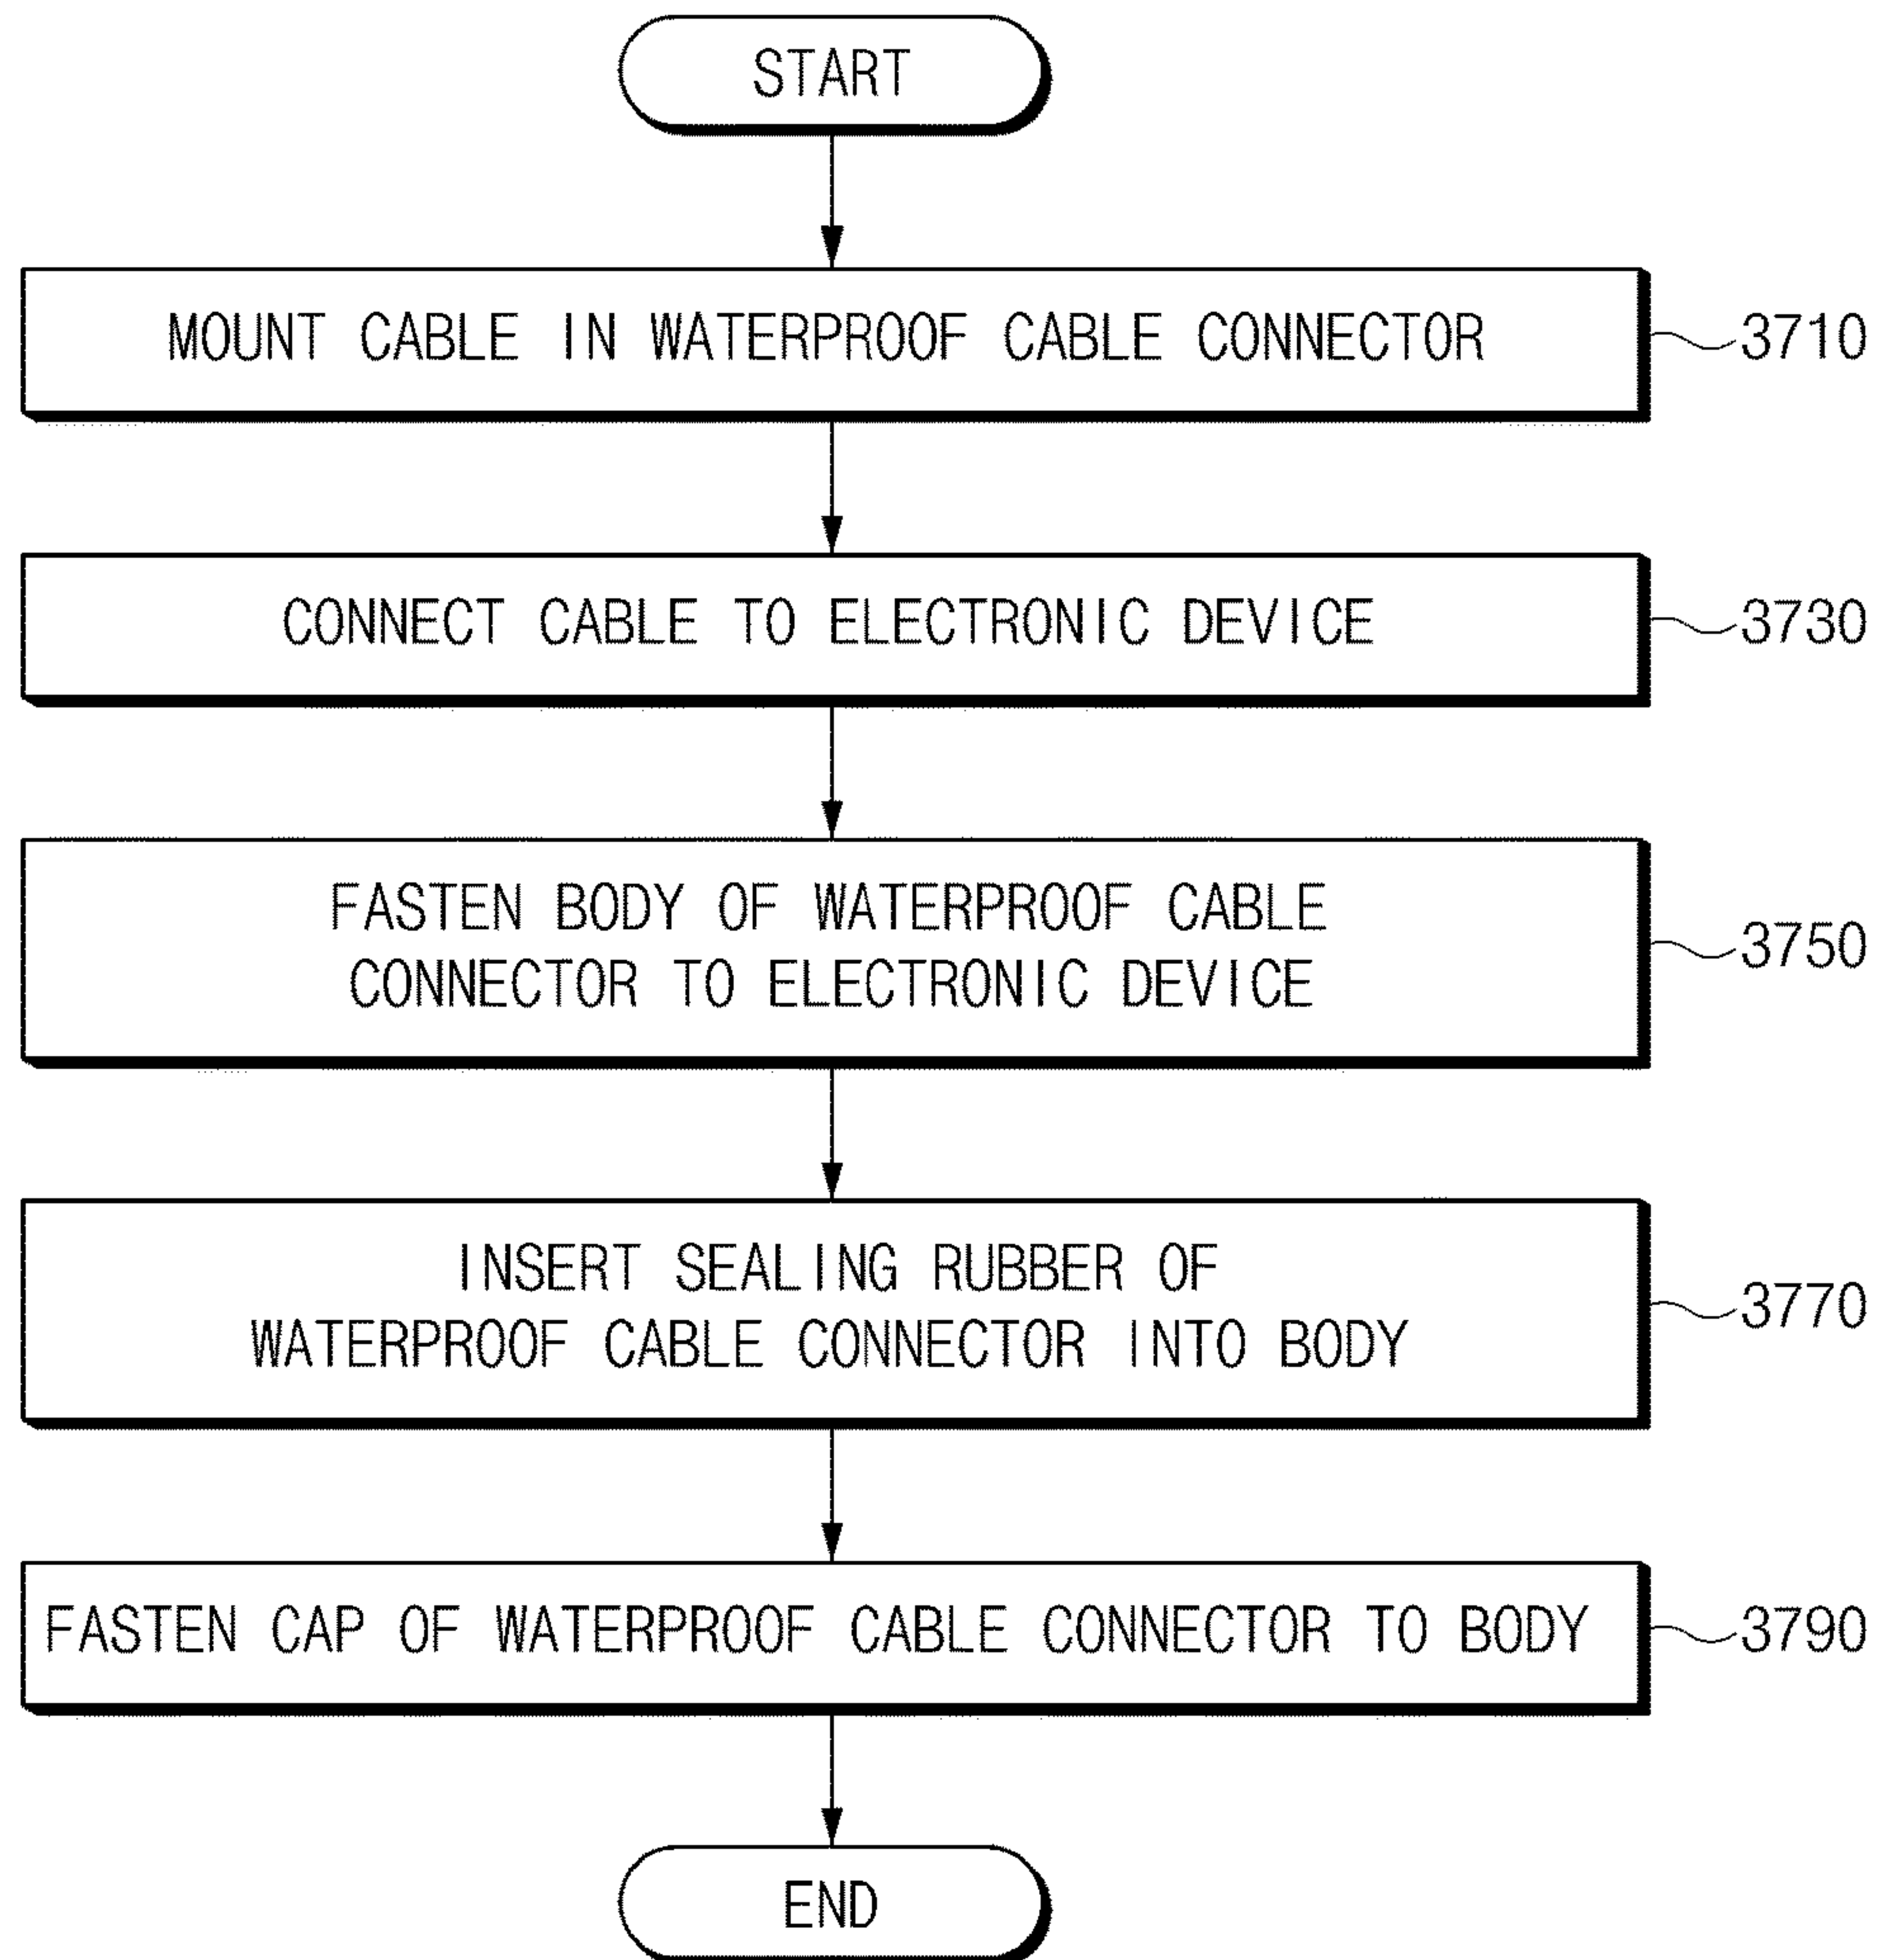 START
MOUNT CABLE IN WATERPROOF CABLE CONNECTOR
3710
CONNECT CABLE TO ELECTRONIC DEVICE
3730
FASTEN BODY OF WATERPROOF CABLE
CONNECTOR TO ELECTRONIC DEVICE
3750
INSERT SEALING RUBBER OF
WATERPROOF CABLE CONNECTOR INTO BODY
3770
FASTEN CAP OF WATERPROOF CABLE CONNECTOR TO BODY
3790
END